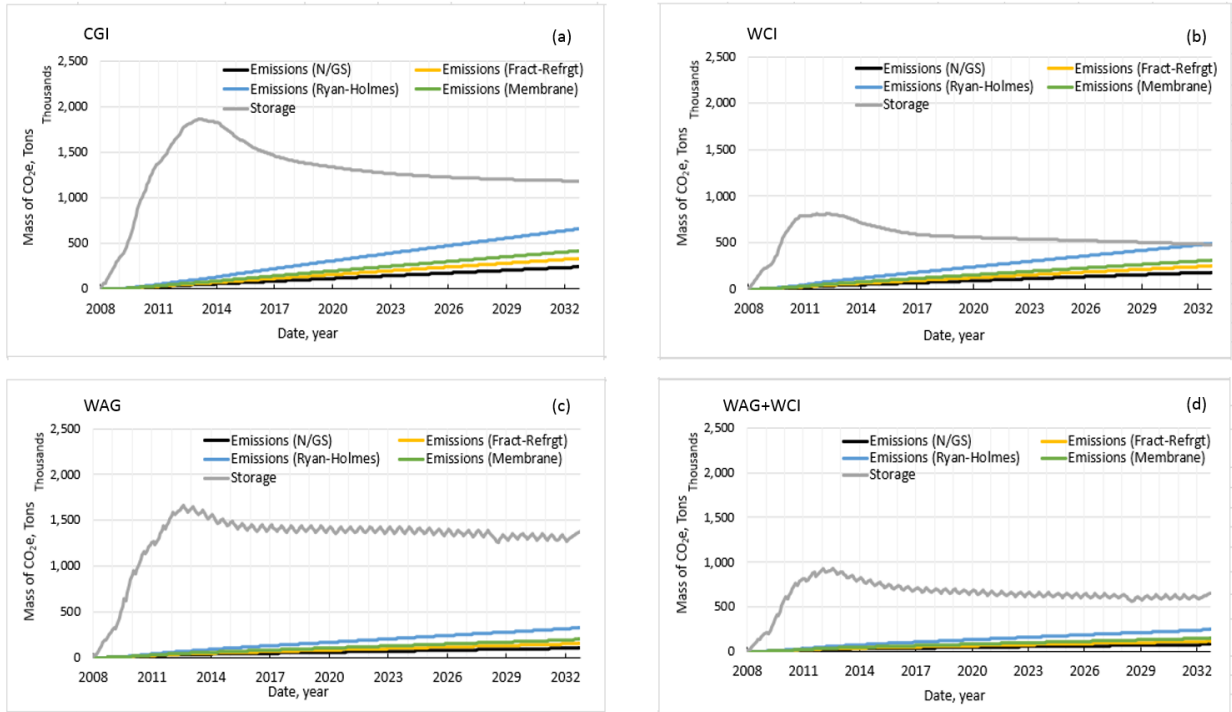 CGI
(a)
2,500
2,000
1,500
1,000
500
0
Thousands
Mass of CO₂e, Tons
Emissions (N/GS)
Emissions (Fract-Refrgt)
Emissions (Ryan-Holmes)
Emissions (Membrane)
Storage
2008 2011 2014 2017 2020 2023 2026 2029 2032
Date, year
WCI
(b)
2,500
2,000
1,500
1,000
500
0
Thousands
Mass of CO₂e, Tons
Emissions (N/GS)
Emissions (Fract-Refrgt)
Emissions (Ryan-Holmes)
Emissions (Membrane)
Storage
2008 2011 2014 2017 2020 2023 2026 2029 2032
Date, year
WAG
(c)
2,500
2,000
1,500
1,000
500
0
Thousands
Mass of CO₂e, Tons
Emissions (N/GS)
Emissions (Fract-Refrgt)
Emissions (Ryan-Holmes)
Emissions (Membrane)
Storage
2008 2011 2014 2017 2020 2023 2026 2029 2032
Date, year
WAG+WCI
(d)
2,500
2,000
1,500
1,000
500
0
Thousands
Mass of CO₂e, Tons
Emissions (N/GS)
Emissions (Fract-Refrgt)
Emissions (Ryan-Holmes)
Emissions (Membrane)
Storage
2008 2011 2014 2017 2020 2023 2026 2029 2032
Date, year